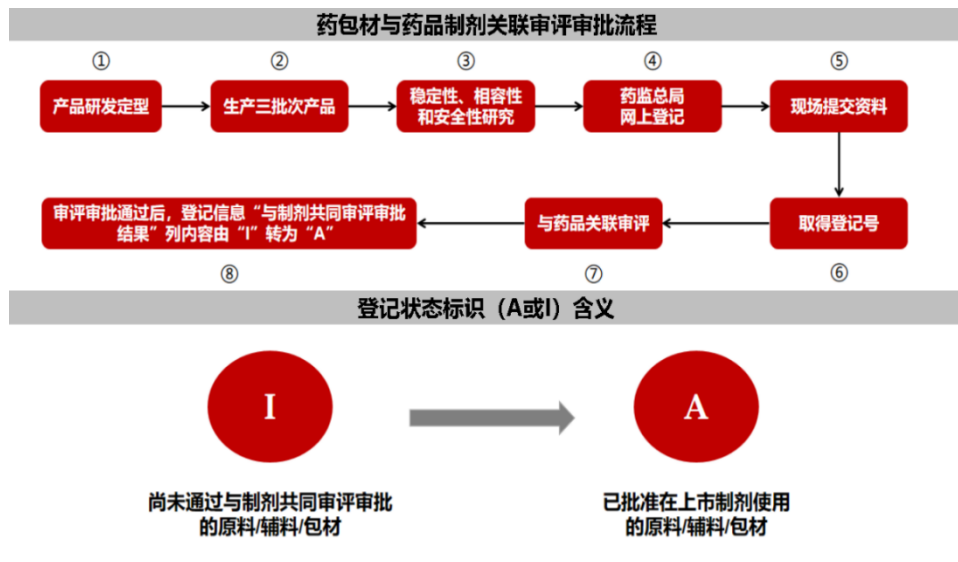 药包材与药品制剂关联审评审批流程
①
②
③
④
⑤
产品研发定型
生产三批次产品
稳定性、相容性
和安全性研究
药监总局
网上登记
现场提交资料
审评审批通过后，登记信息“与制剂共同审评审批
结果”列内容由“I”转为“A”
与药品关联审评
取得登记号
⑧
⑦
⑥
登记状态标识（A或I）含义
I
A
尚未通过与制剂共同审评审批
的原料/辅料/包材
已批准在上市制剂使用
的原料/辅料/包材